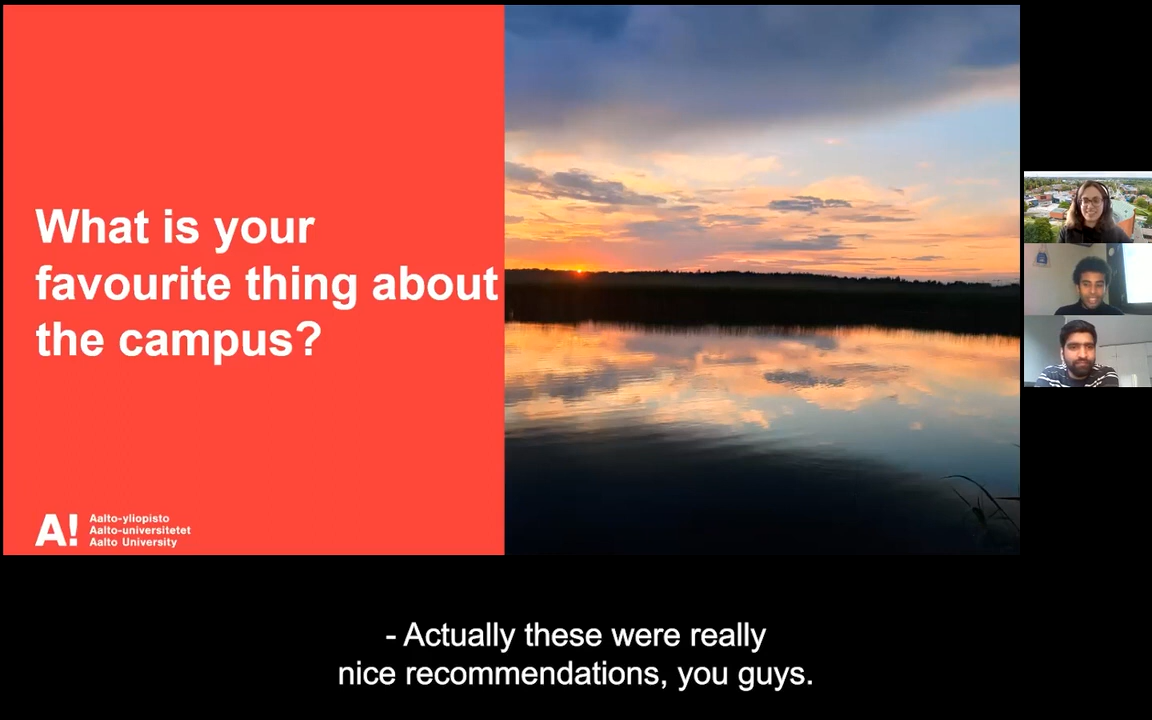 What is your
favourite thing about
the campus?
A! Aalto-yliopisto
Aalto-universitetet
Aalto University
- Actually these were really
nice recommendations, you guys.